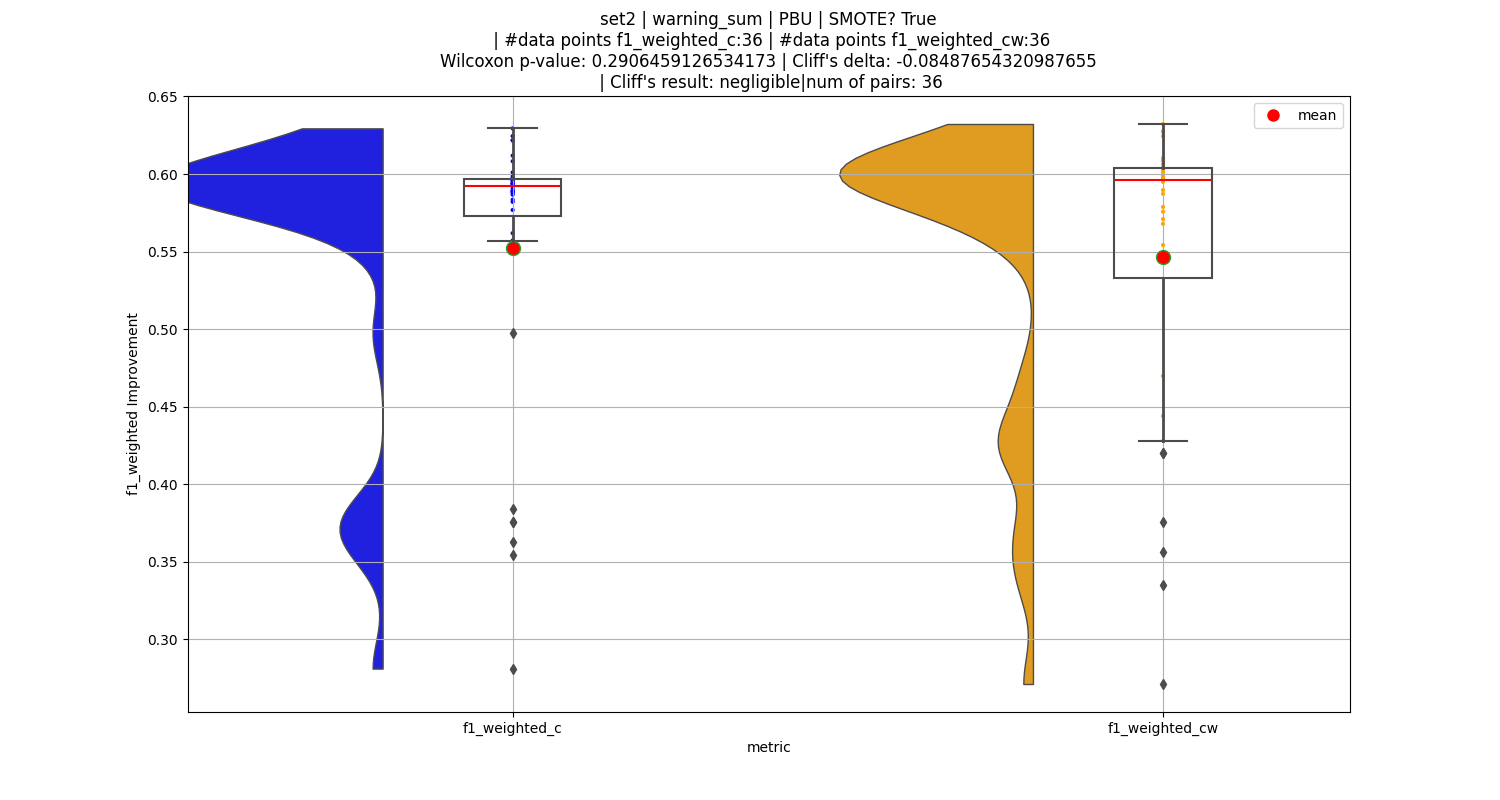 set2 | warning_sum | PBU | SMOTE? True
| #data points f1_weighted_c:36 | #data points f1_weighted_cw:36
Wilcoxon p-value: 0.2906459126534173 | Cliff's delta: -0.08487654320987655
| Cliff's result: negligible|num of pairs: 36
mean
0.65
0.60
0.55
0.50
0.45
0.40
0.35
0.30
f1_weighted Improvement
f1_weighted_c
f1_weighted_cw
metric